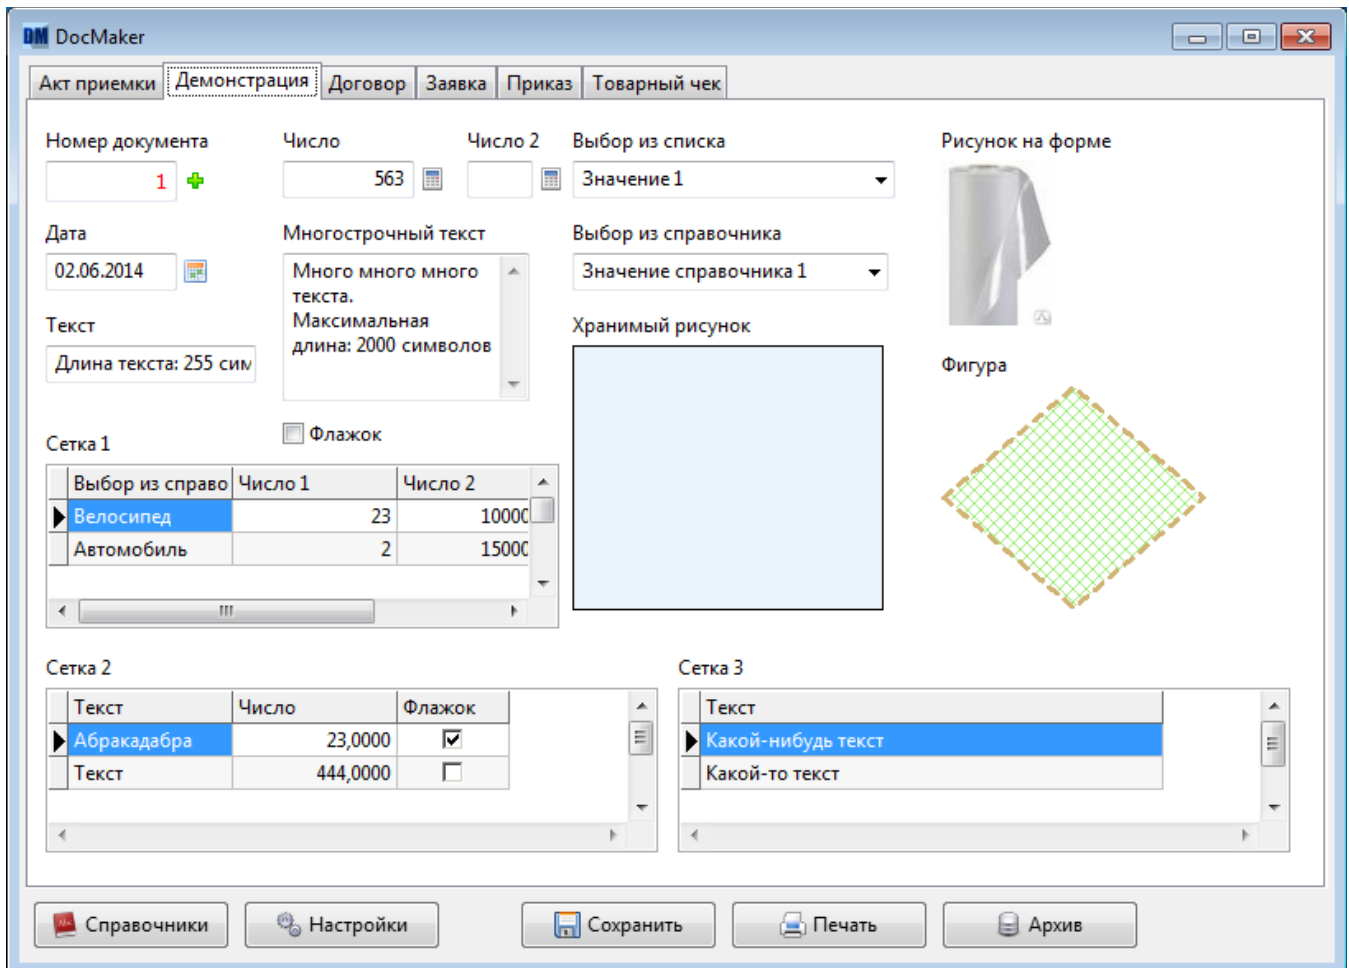 DM DocMaker
Акт приемки Демонстрация Договор Заявка Приказ Товарный чек
Номер документа Число Число 2 Выбор из списка Рисунок на форме
1 563 Значение 1
Дата Многострочный текст Выбор из справочника
02.06.2014 Много много много Значение справочника 1
текста.
Текст Максимальная Хранимый рисунок
Длина текста: 255 сим длина: 2000 символов
Фигура
Флажок
Сетка 1
Выбор из справо Число 1 Число 2
Велосипед 23 10000
Автомобиль 2 15000
Сетка 2 Сетка 3
Текст Число Флажок Текст
Абракадабра 23,0000 Какой-нибудь текст
Текст 444,0000 Какой-то текст
Справочники Настройки Сохранить Печать Архив